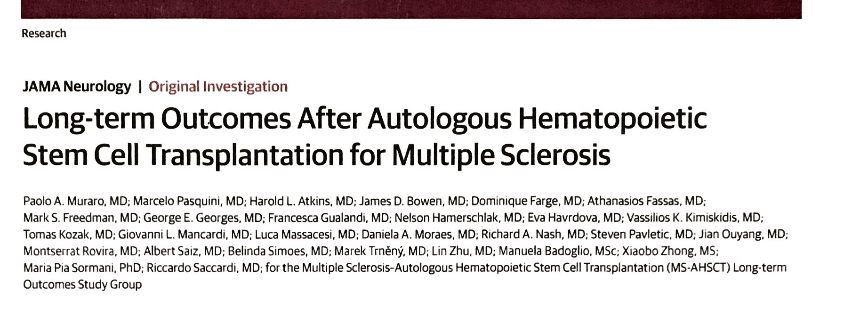 Research
JAMA Neurology | Original Investigation
Long-term Outcomes After Autologous Hematopoietic
Stem Cell Transplantation for Multiple Sclerosis
Paolo A. Muraro, MD; Marcelo Pasquini, MD; Harold L. Atkins, MD; James D. Bowen, MD; Dominique Farge, MD; Athanasios Fassas, MD;
Mark S. Freedman, MD; George E. Georges, MD; Francesca Gualandi, MD; Nelson Hamerschlak, MD; Eva Havrdova, MD; Vassilios K. Kimiskidis, MD;
Tomas Kozak, MD; Giovanni L. Mancardi, MD; Luca Massacesi, MD; Daniela A. Moraes, MD; Richard A. Nash, MD; Steven Pavletic, MD; Jian Ouyang, MD;
Montserrat Rovira, MD; Albert Saiz, MD; Belinda Simoes, MD; Marek Trněný, MD; Lin Zhu, MD; Manuela Badoglio, MSc; Xiaobo Zhong, MS;
Maria Pia Sormani, PhD; Riccardo Saccardi, MD; for the Multiple Sclerosis–Autologous Hematopoietic Stem Cell Transplantation (MS-AHSCT) Long-term
Outcomes Study Group